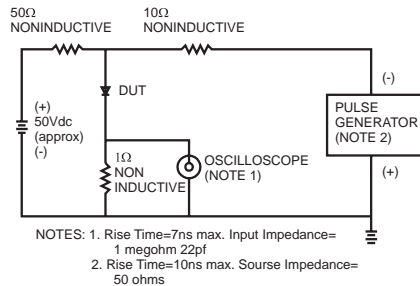 50Ω
NONINDUCTIVE
10Ω
NONINDUCTIVE
DUT
(+)
50Vdc
(approx)
(-)
1Ω
NON
INDUCTIVE
OSCILLOSCOPE
(NOTE 1)
(-)
PULSE
GENERATOR
(NOTE 2)
(+)
NOTES: 1. Rise Time=7ns max. Input Impedance=
1 megohm 22pf
2. Rise Time=10ns max. Sourse Impedance=
50 ohms